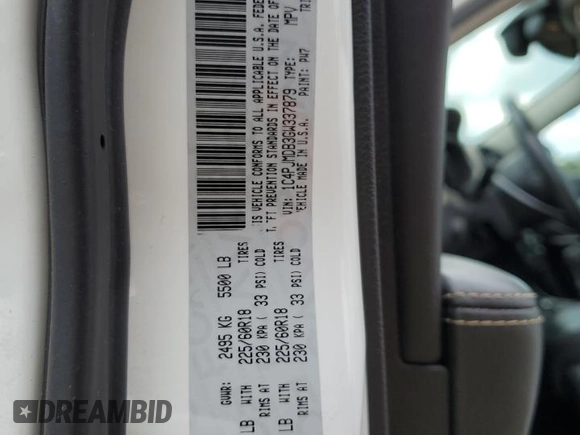 GVWR: 2495 KG 5500 LB
LB WITH 225/60R18 TIRES
RIMS AT 230 KPA ( 33 PSI) COLD
LB WITH 225/60R18 TIRES
RIMS AT 230 KPA ( 33 PSI) COLD
IS VEHICLE CONFORMS TO ALL APPLICABLE U.S.A. FEDE
T, FT PREVENTION STANDARDS IN EFFECT ON THE DATE OF
VIN: 1C4PJMDB3GW337879 TYPE: MPV
VEHICLE MADE IN U.S.A. PAINT: PW7
TRI
DREAMBID